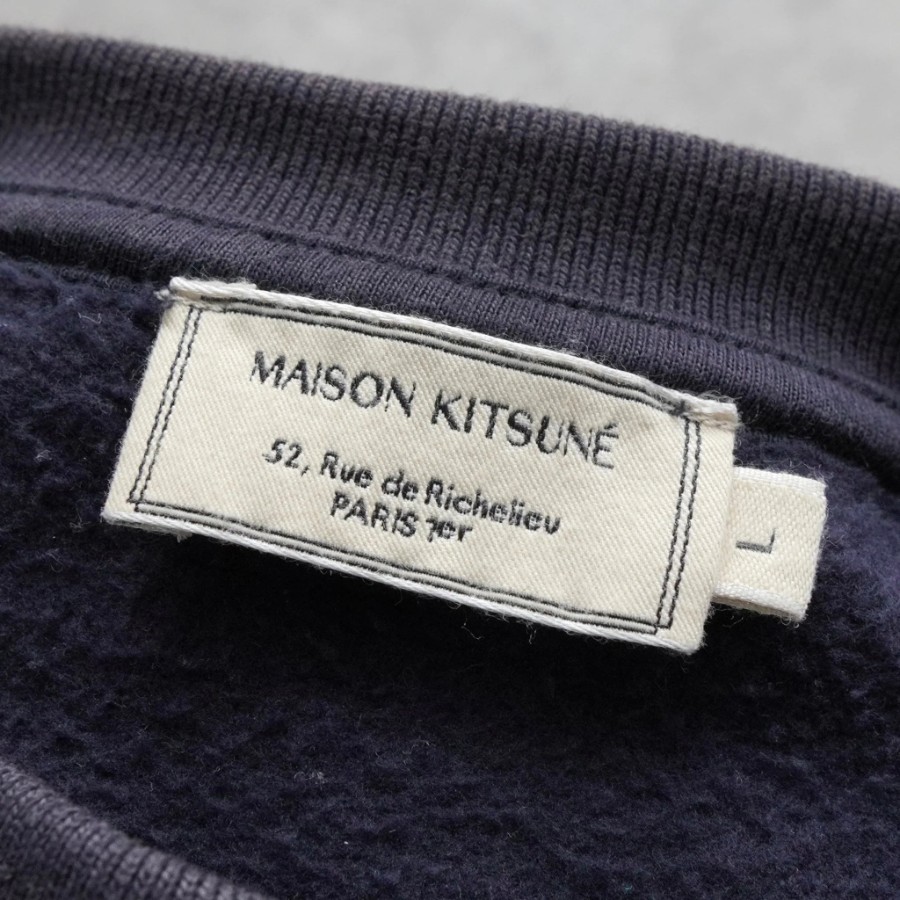 MAISON KITSUNÉ
52, Rue de Richelieu
PARIS 1er
L